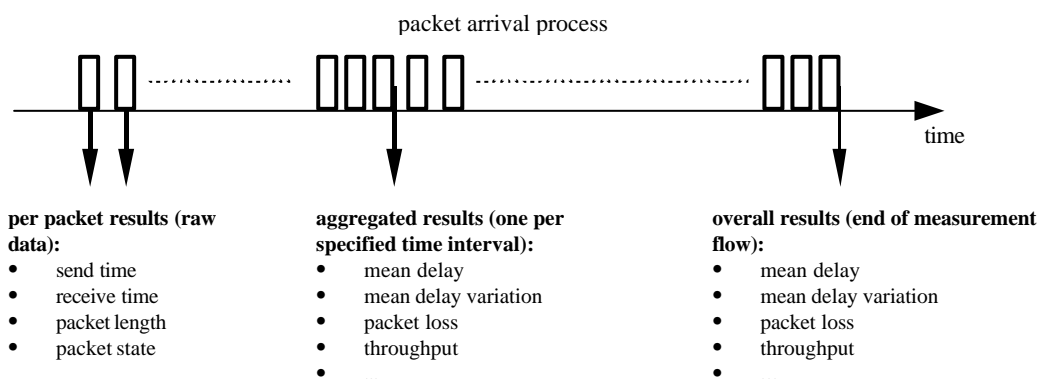 packet arrival process
time
per packet results (raw
data):
• send time
• receive time
• packet length
• packet state
aggregated results (one per
specified time interval):
• mean delay
• mean delay variation
• packet loss
• throughput
•
overall results (end of measurement
flow):
• mean delay
• mean delay variation
• packet loss
• throughput
•